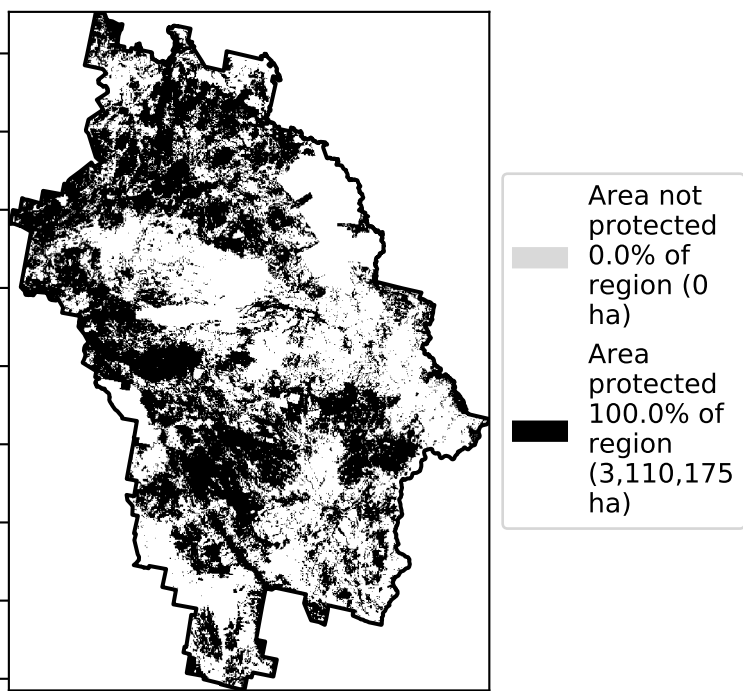 Area not
protected
0.0% of
region (0
ha)
Area
protected
100.0% of
region
(3,110,175
ha)